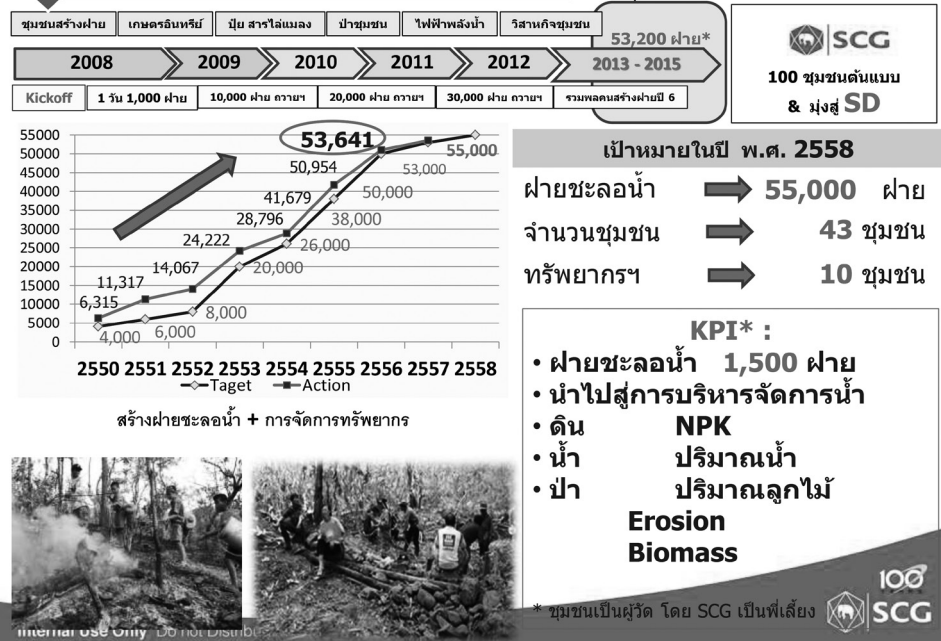 ชุมชนสร้างฝาย เกษตรอินทรีย์ ปุ๋ย สารไล่แมลง ป่าชุมชน ไฟฟ้าพลังน้ำ วิสาหกิจชุมชน
53,200 ฝาย*
2008 2009 2010 2011 2012 2013 - 2015
Kickoff 1 วัน 1,000 ฝาย 10,000 ฝาย ถวายฯ 20,000 ฝาย ถวายฯ 30,000 ฝาย ถวายฯ รวมพลคนสร้างฝายปี 6
SCG
100 ชุมชนต้นแบบ
& มุ่งสู่ SD
55000
50000
45000
40000
35000
30000
25000
20000
15000
10000
5000
0
6,315
11,317
14,067
24,222
28,796
41,679
50,954
53,641
4,000
6,000
8,000
20,000
26,000
38,000
50,000
53,000
55,000
2550 2551 2552 2553 2554 2555 2556 2557 2558
Taget Action
สร้างฝายชะลอน้ำ + การจัดการทรัพยากร
เป้าหมายในปี พ.ศ. 2558
ฝายชะลอน้ำ 55,000 ฝาย
จำนวนชุมชน 43 ชุมชน
ทรัพยากรฯ 10 ชุมชน
KPI* :
• ฝายชะลอน้ำ 1,500 ฝาย
• นำไปสู่การบริหารจัดการน้ำ
• ดิน NPK
• น้ำ ปริมาณน้ำ
• ป่า ปริมาณลูกไม้
Erosion
Biomass
* ชุมชนเป็นผู้วัด โดย SCG เป็นพี่เลี้ยง
100
YEARS
SCG
Internal Use Only Do not Distrib